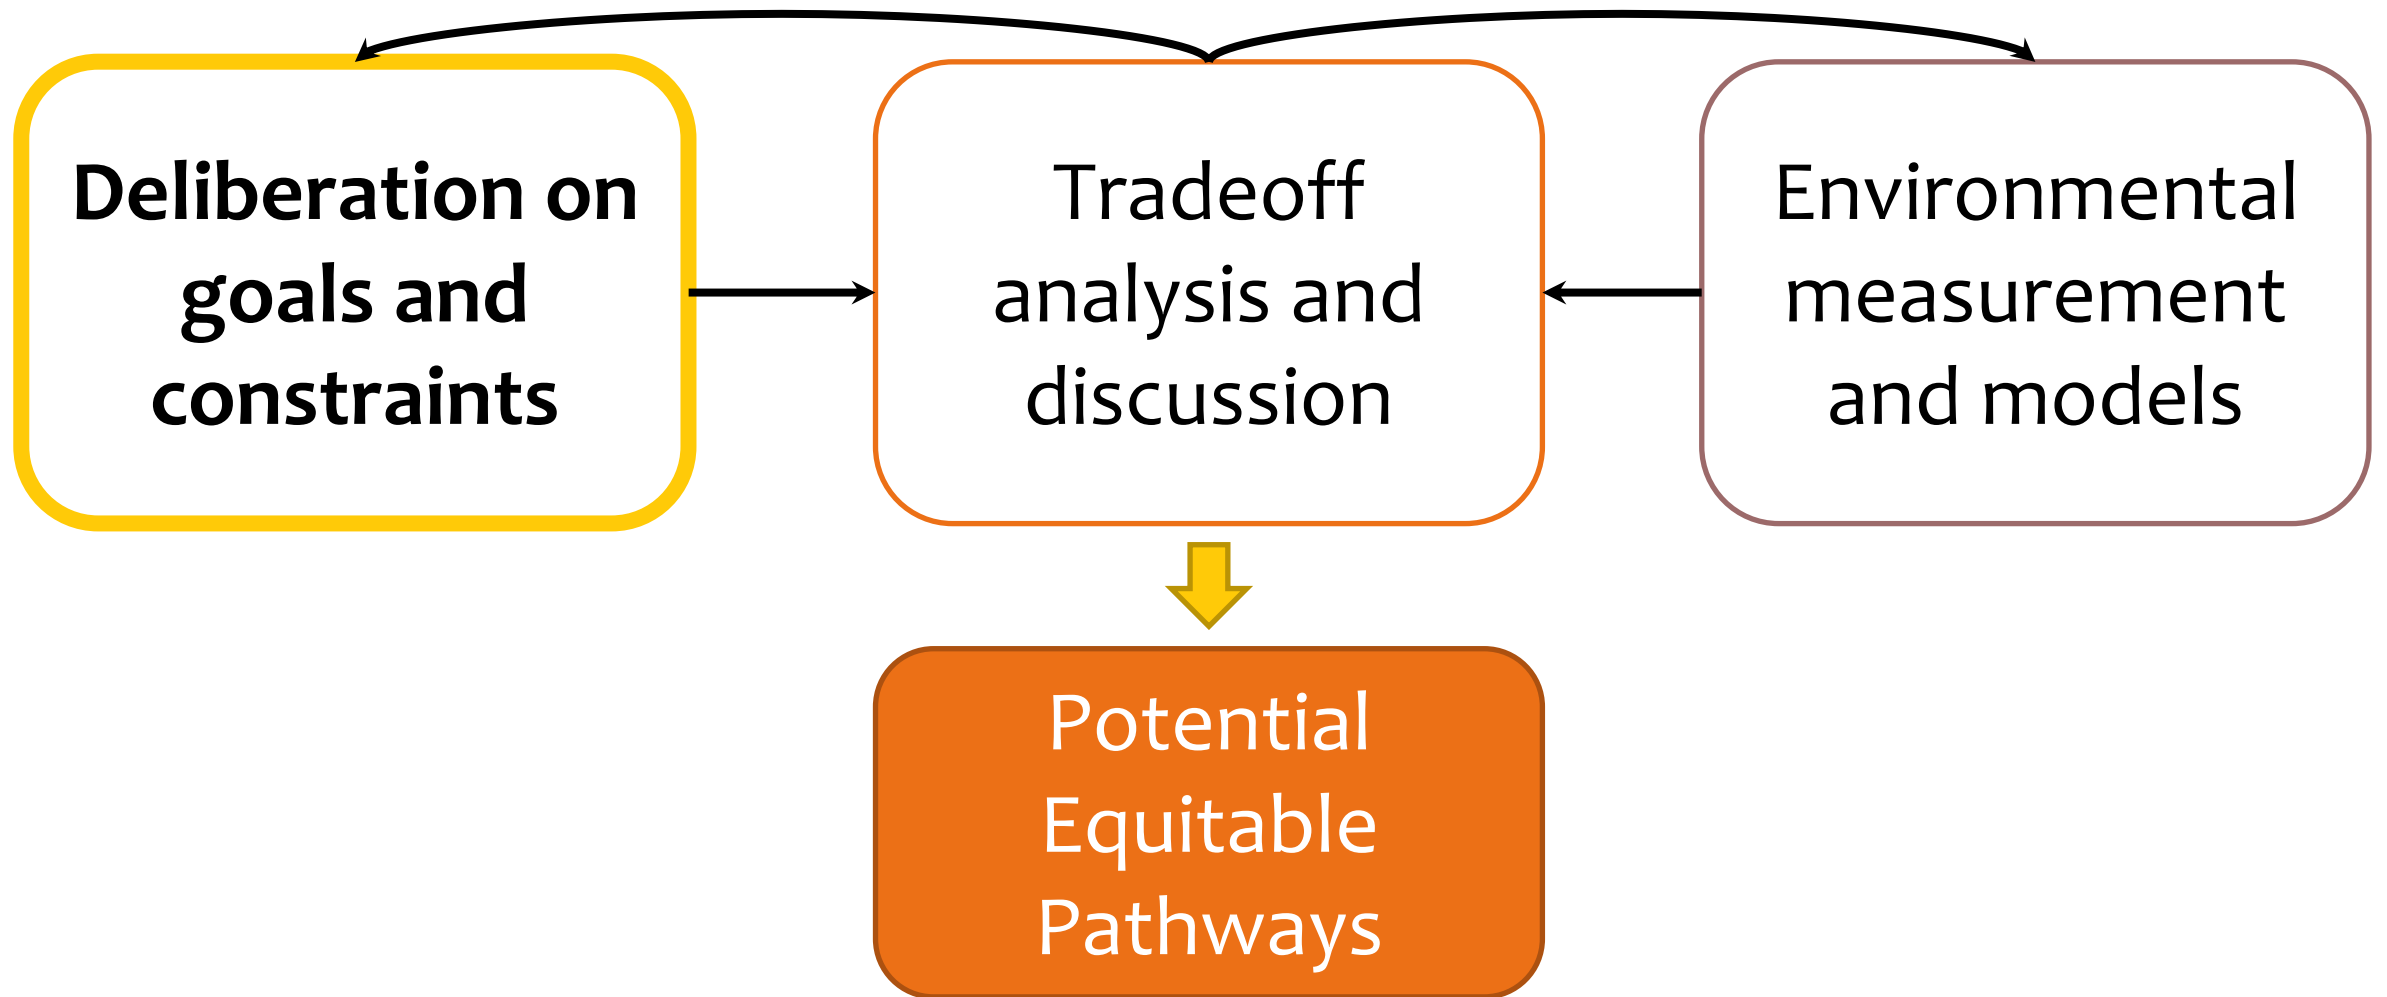 Deliberation on
goals and
constraints
Tradeoff
analysis and
discussion
Environmental
measurement
and models
Potential
Equitable
Pathways